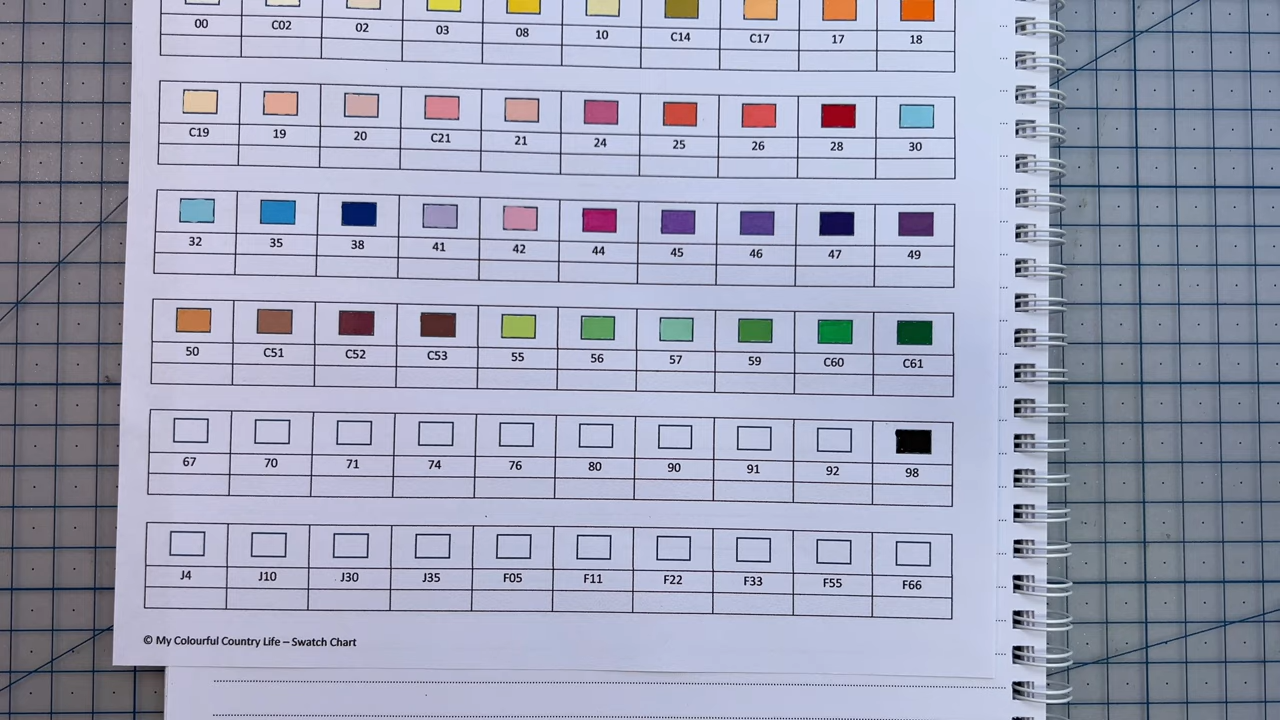 00 C02 02 03 08 10 C14 C17 17 18
C19 19 20 C21 21 24 25 26 28 30
32 35 38 41 42 44 45 46 47 49
50 C51 C52 C53 55 56 57 59 C60 C61
67 70 71 74 76 80 90 91 92 98
J4 J10 J30 J35 F05 F11 F22 F33 F55 F66
© My Colourful Country Life – Swatch Chart